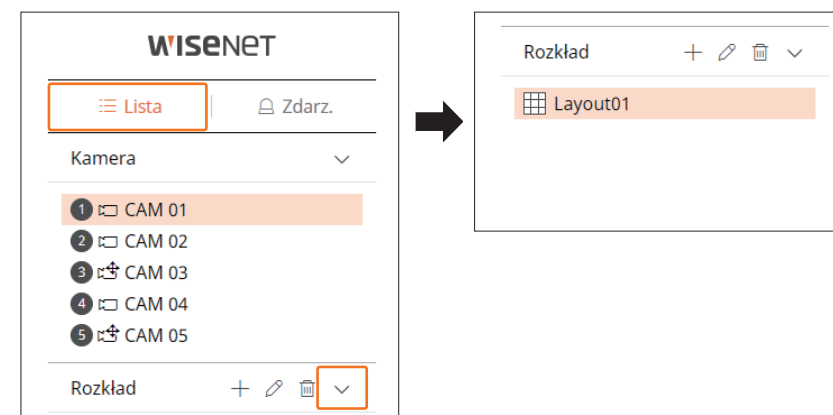 WISENET
Lista
Zdarz.
Kamera
1 CAM 01
2 CAM 02
3 CAM 03
4 CAM 04
5 CAM 05
Rozkład
Rozkład
Layout01